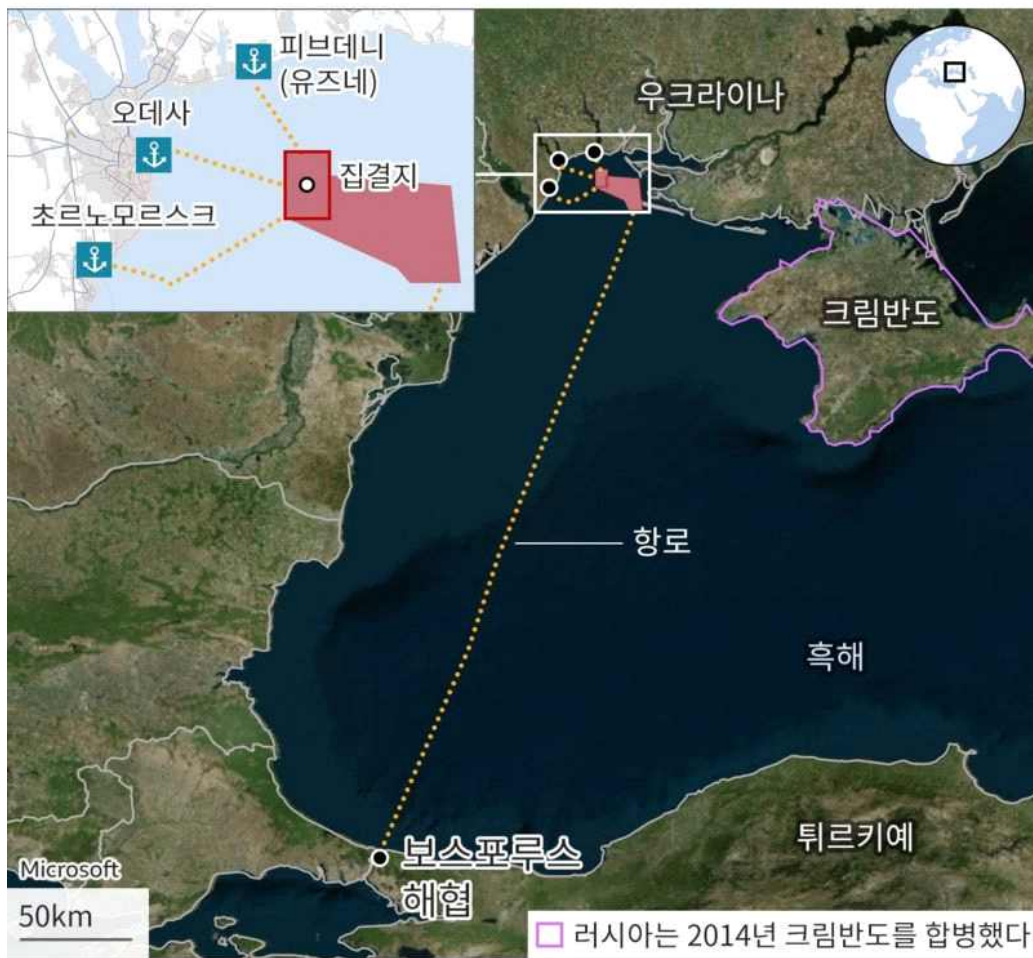 피브데니
(유즈네)
오데사
집결지
초르노모르스크
우크라이나
크림반도
항로
흑해
튀르키예
보스포루스
해협
Microsoft
50km
러시아는 2014년 크림반도를 합병했다